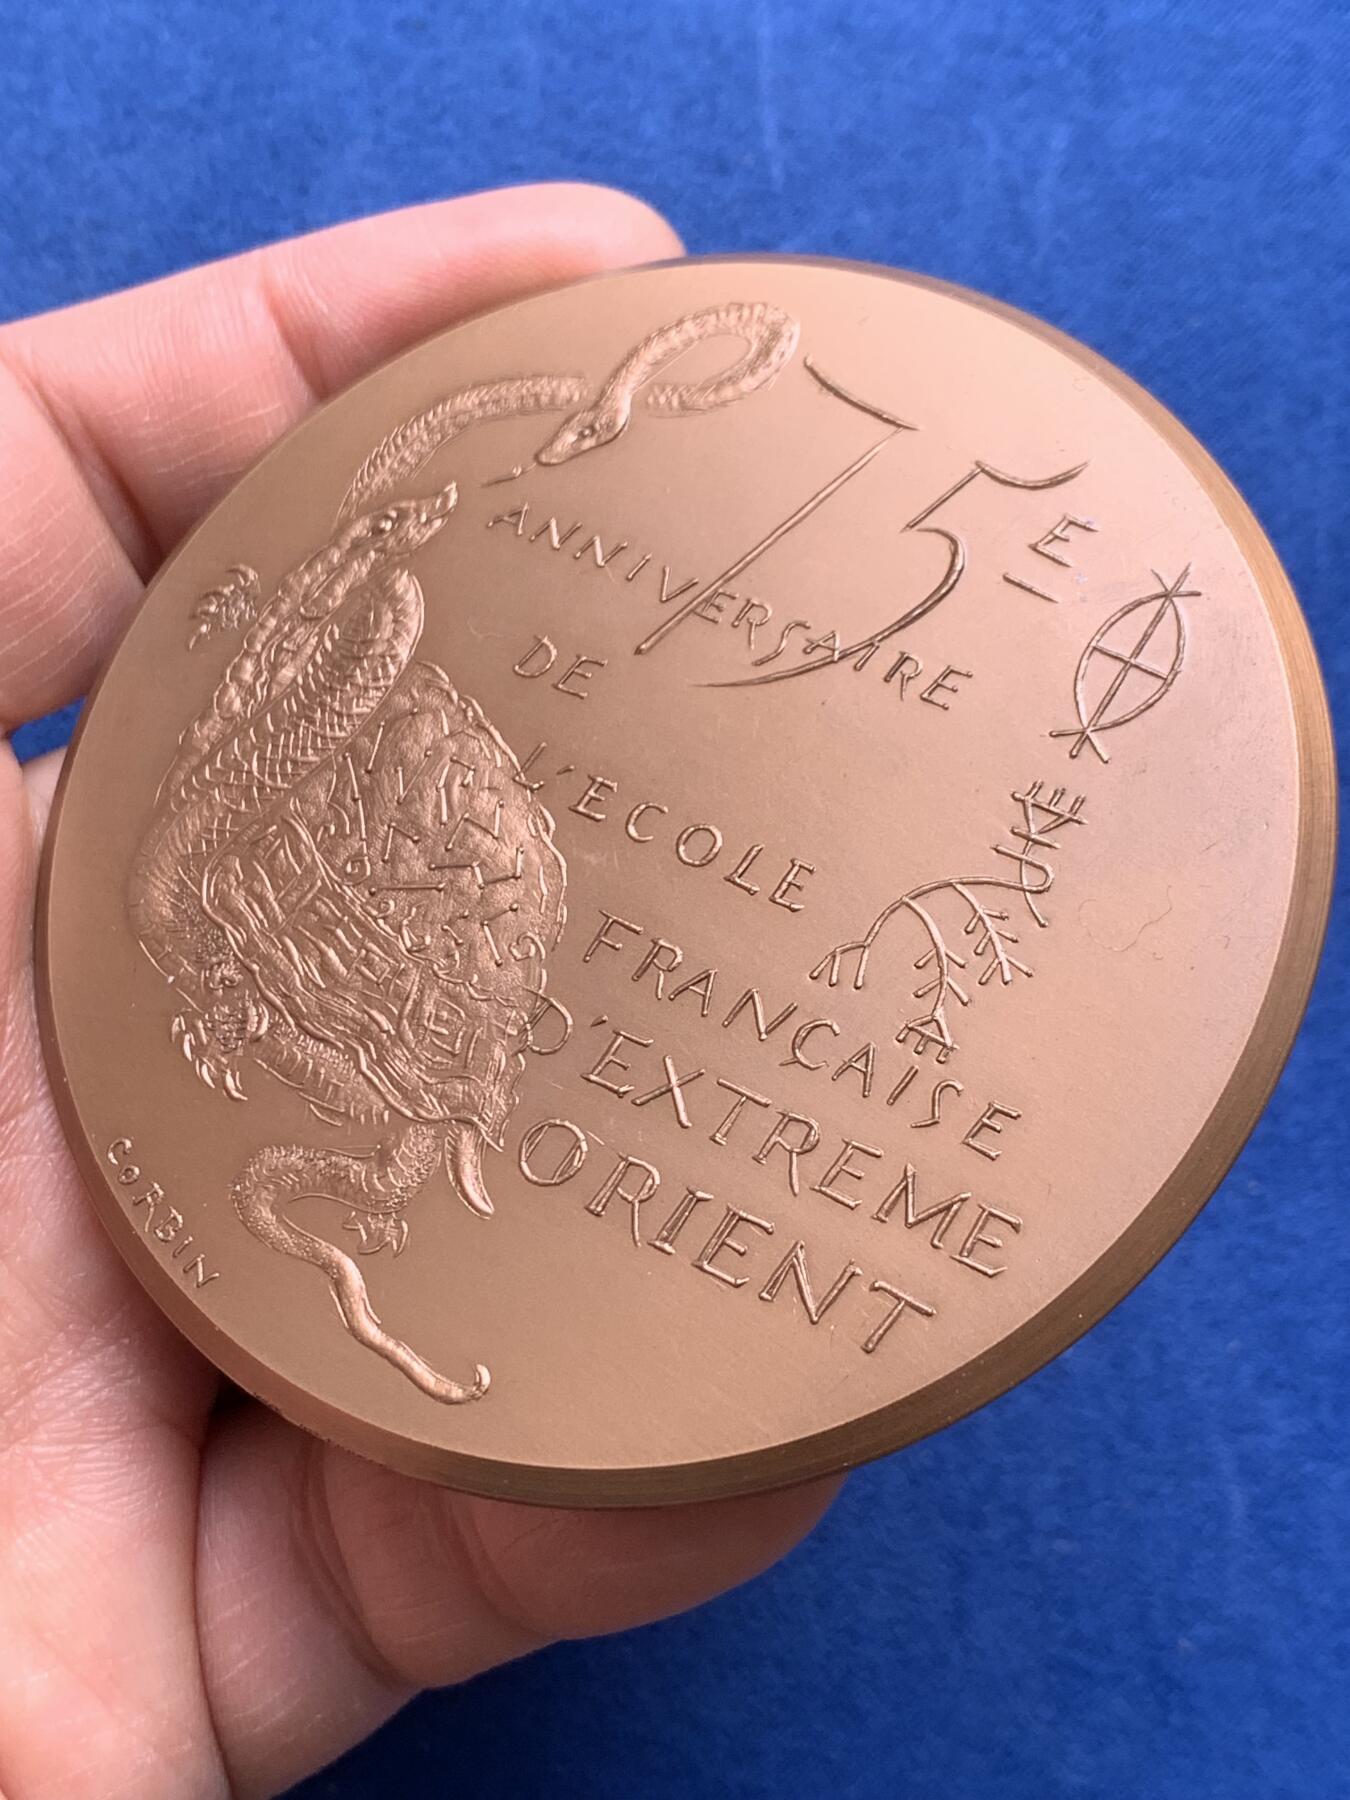 75E
ANNIVERSAIRE
DE
L'ECOLE
FRANÇAISE
D'EXTREME
ORIENT
CORBIN